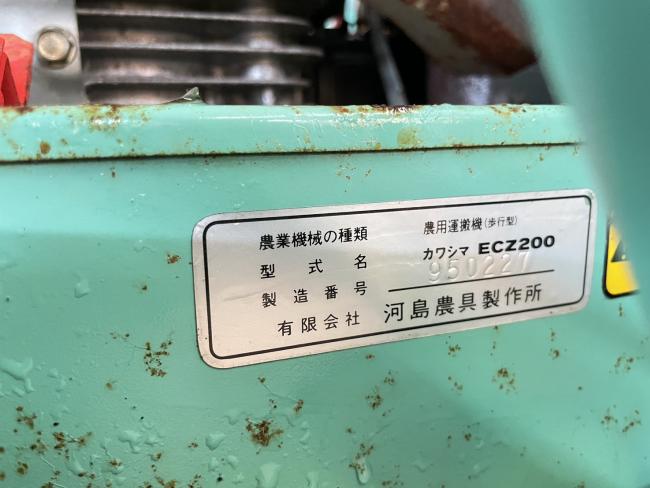 農業機械の種類 農用運搬機(歩行型)
型式名 カワシマ ECZ200
製造番号 950227
有限会社 河島農具製作所